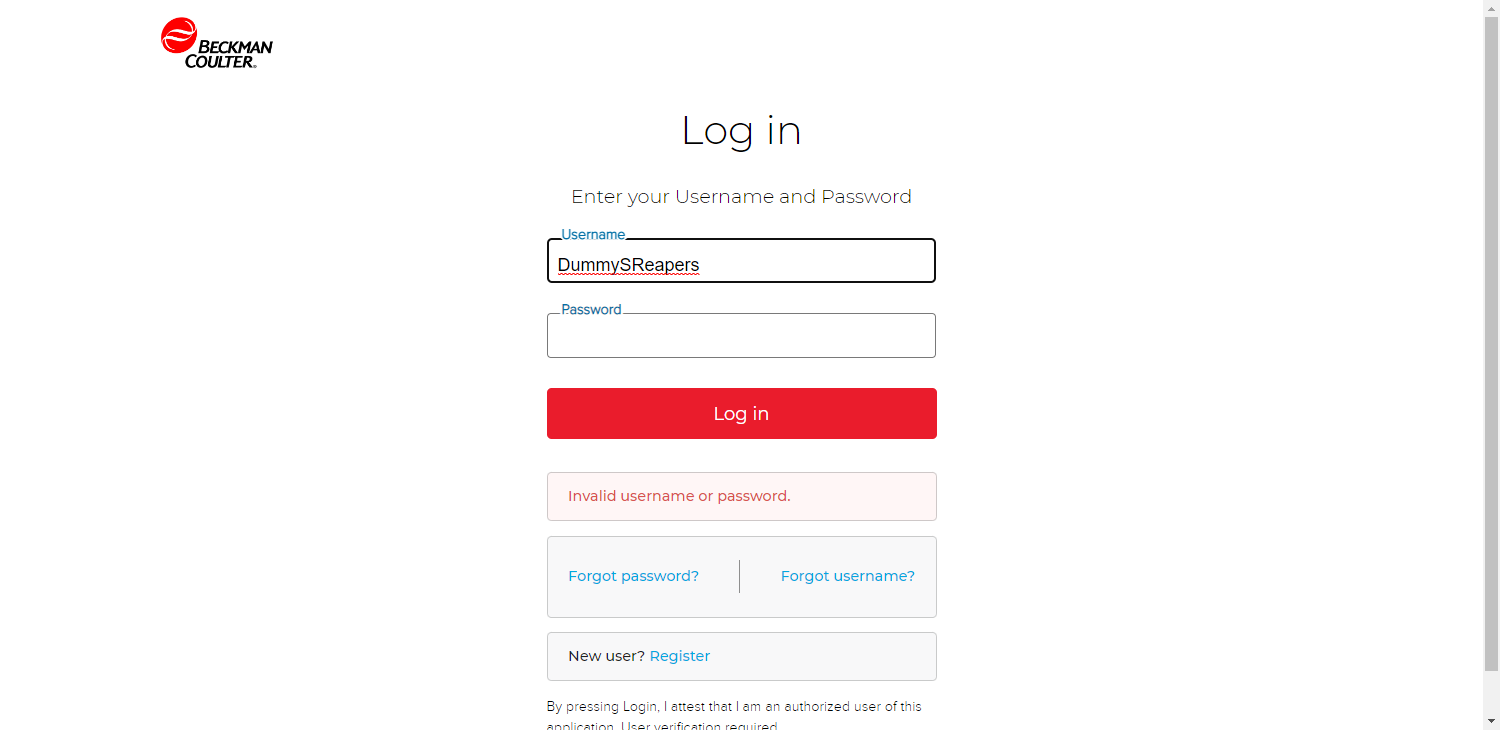 BECKMAN
COULTER
Log in
Enter your Username and Password
Username
DummySReapers
Password
Log in
Invalid username or password.
Forgot password?
Forgot username?
New user? Register
By pressing Login, I attest that I am an authorized user of this
application. User verification required